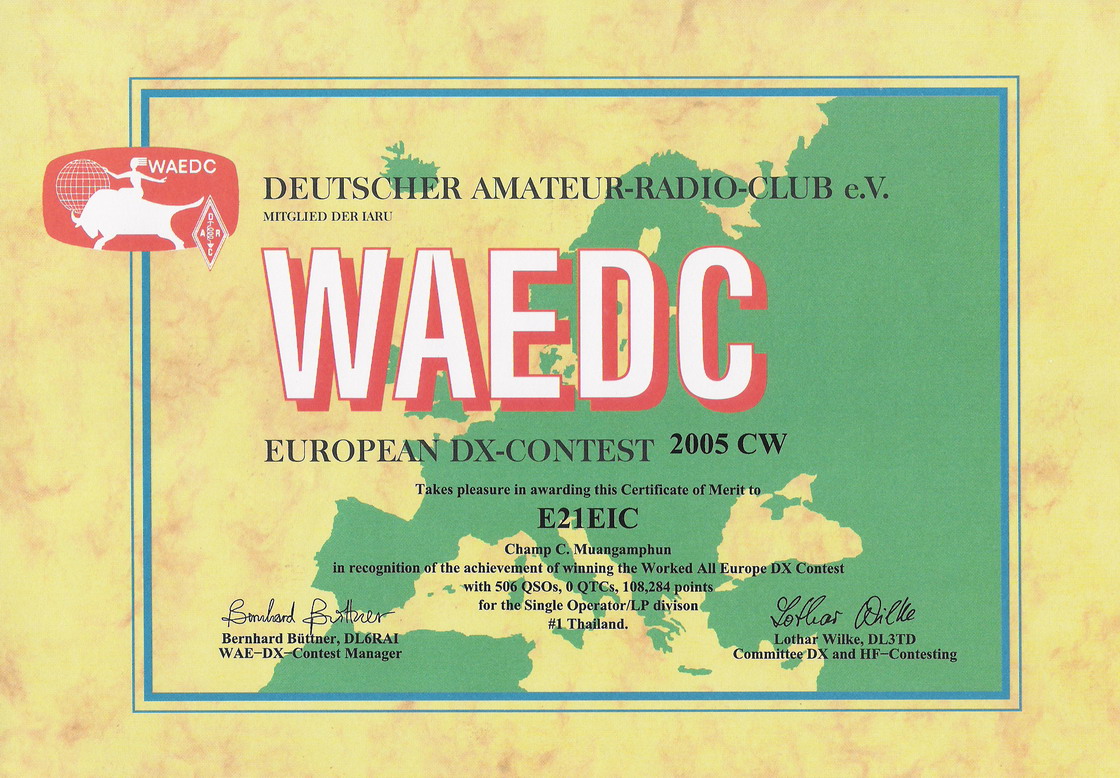 WAEDC
DARC
DEUTSCHER AMATEUR-RADIO-CLUB e.V.
MITGLIED DER IARU
WAEDC
EUROPEAN DX-CONTEST 2005 CW
Takes pleasure in awarding this Certificate of Merit to
E21EIC
Champ C. Muangamphun
in recognition of the achievement of winning the Worked All Europe DX Contest
with 506 QSOs, 0 QTCs, 108,284 points
for the Single Operator/LP divison
#1 Thailand.
Bernhard Büttner
Lothar Wilke
Bernhard Büttner, DL6RAI
Lothar Wilke, DL3TD
WAE-DX-Contest Manager
Committee DX and HF-Contesting